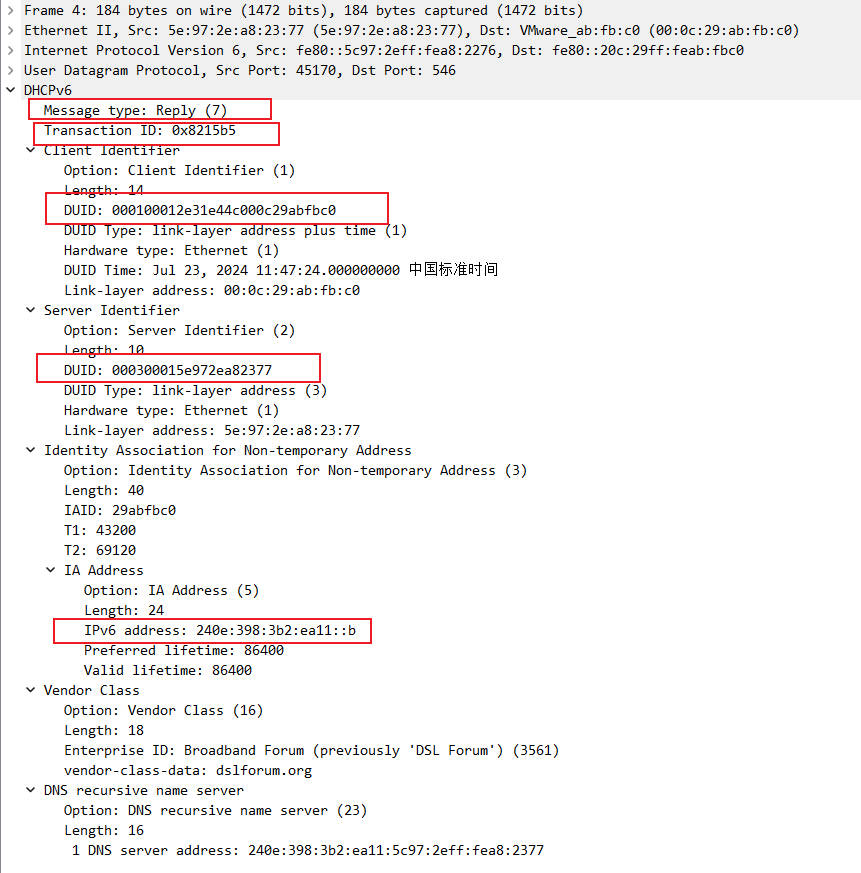 Frame 4: 184 bytes on wire (1472 bits), 184 bytes captured (1472 bits)
Ethernet II, Src: 5e:97:2e:a8:23:77 (5e:97:2e:a8:23:77), Dst: VMware_ab:fb:c0 (00:0c:29:ab:fb:c0)
Internet Protocol Version 6, Src: fe80::5c97:2eff:fea8:2276, Dst: fe80::20c:29ff:feab:fbc0
User Datagram Protocol, Src Port: 45170, Dst Port: 546
DHCPv6
Message type: Reply (7)
Transaction ID: 0x8215b5
Client Identifier
Option: Client Identifier (1)
Length: 14
DUID: 000100012e31e44c000c29abfbc0
DUID Type: link-layer address plus time (1)
Hardware type: Ethernet (1)
DUID Time: Jul 23, 2024 11:47:24.000000000 中国标准时间
Link-layer address: 00:0c:29:ab:fb:c0
Server Identifier
Option: Server Identifier (2)
Length: 10
DUID: 000300015e972ea82377
DUID Type: link-layer address (3)
Hardware type: Ethernet (1)
Link-layer address: 5e:97:2e:a8:23:77
Identity Association for Non-temporary Address
Option: Identity Association for Non-temporary Address (3)
Length: 40
IAID: 29abfbc0
T1: 43200
T2: 69120
IA Address
Option: IA Address (5)
Length: 24
IPv6 address: 240e:398:3b2:ea11::b
Preferred lifetime: 86400
Valid lifetime: 86400
Vendor Class
Option: Vendor Class (16)
Length: 18
Enterprise ID: Broadband Forum (previously 'DSL Forum') (3561)
vendor-class-data: dslforum.org
DNS recursive name server
Option: DNS recursive name server (23)
Length: 16
1 DNS server address: 240e:398:3b2:ea11:5c97:2eff:fea8:2377